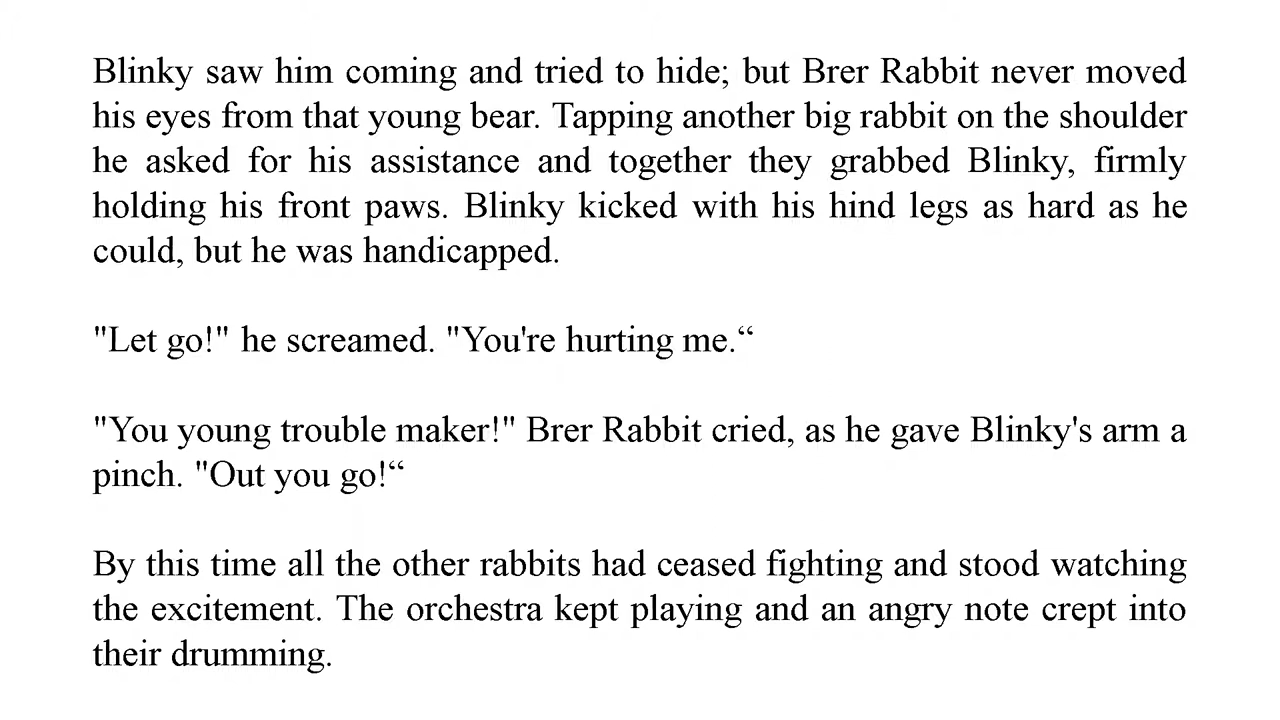 Blinky saw him coming and tried to hide; but Brer Rabbit never moved
his eyes from that young bear. Tapping another big rabbit on the shoulder
he asked for his assistance and together they grabbed Blinky, firmly
holding his front paws. Blinky kicked with his hind legs as hard as he
could, but he was handicapped.
"Let go!" he screamed. "You're hurting me.“
"You young trouble maker!" Brer Rabbit cried, as he gave Blinky's arm a
pinch. "Out you go!“
By this time all the other rabbits had ceased fighting and stood watching
the excitement. The orchestra kept playing and an angry note crept into
their drumming.